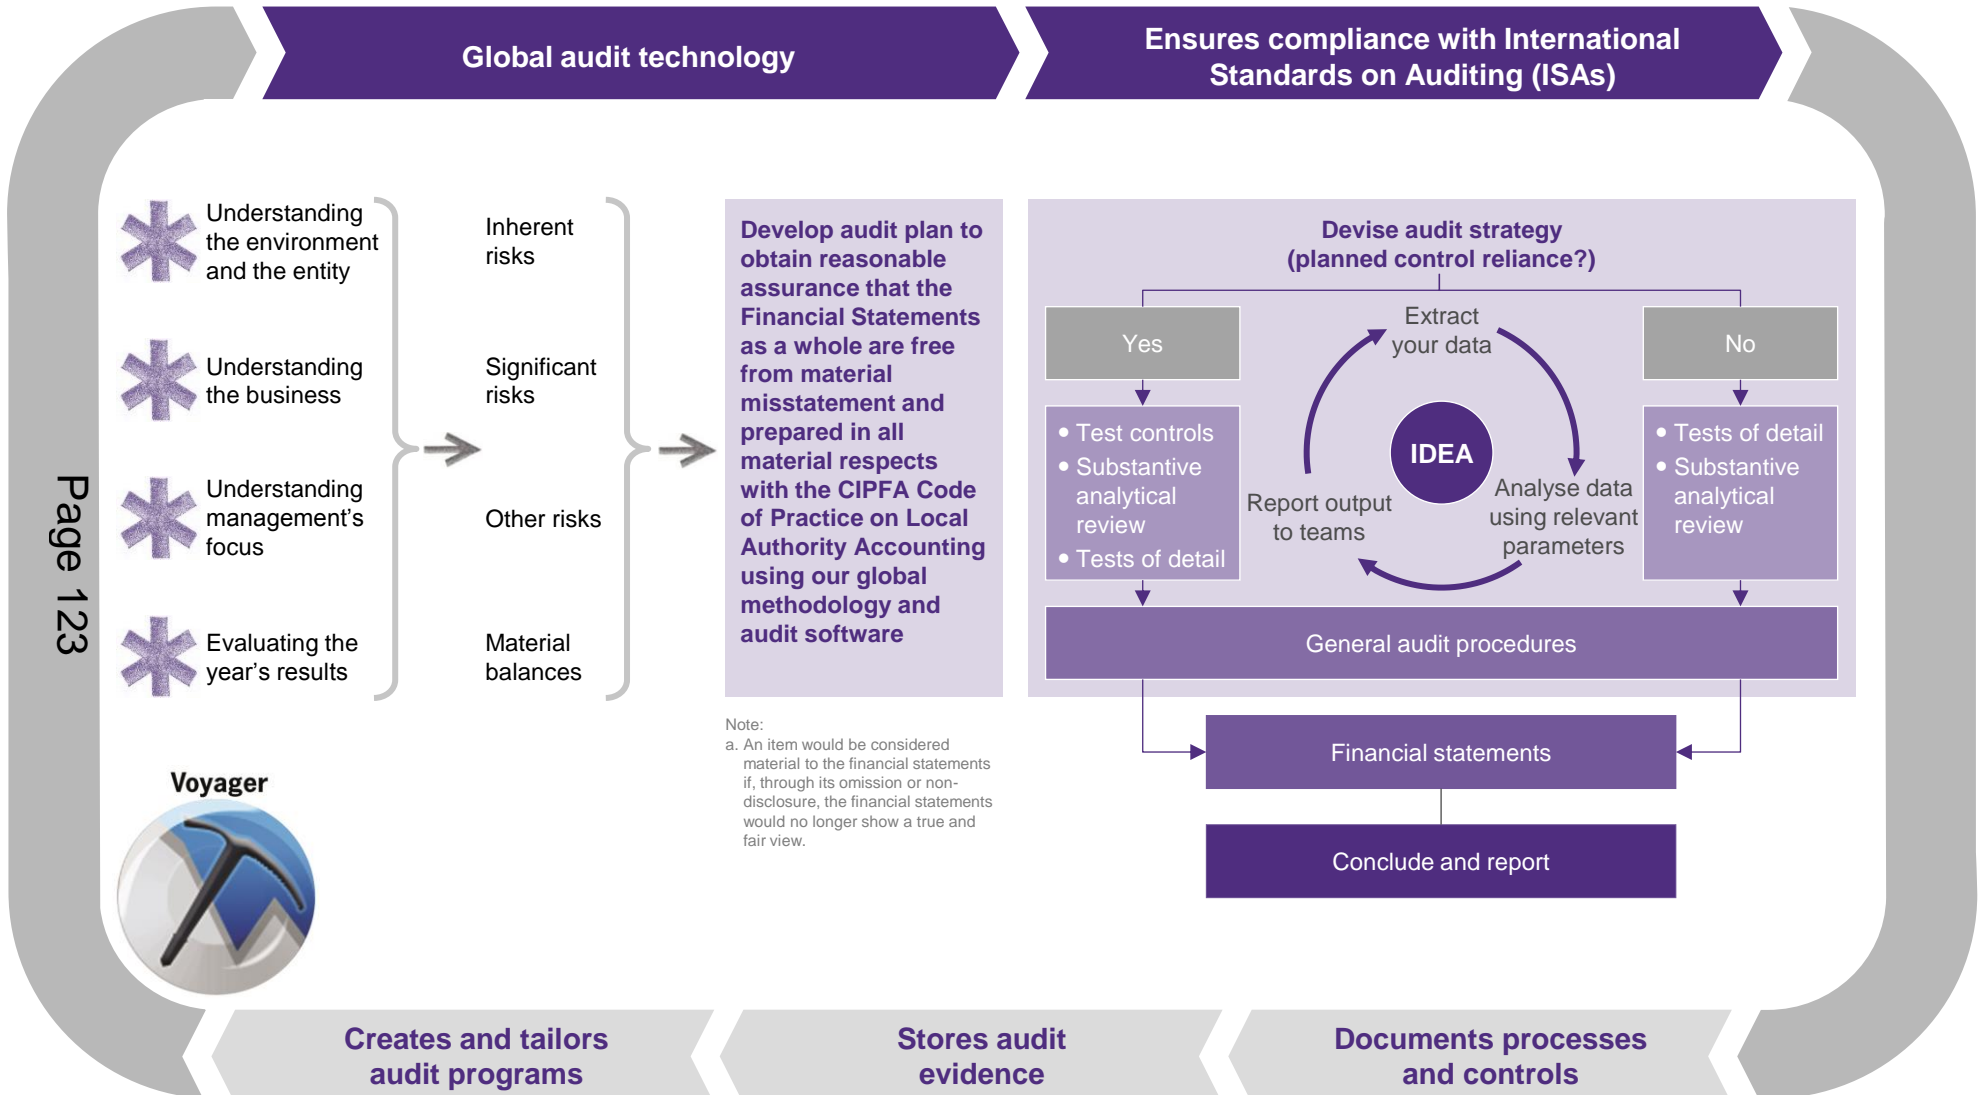 Global audit technology
Ensures compliance with International
Standards on Auditing (ISAs)
Understanding
the environment
and the entity
Understanding
the business
Understanding
management’s
focus
Evaluating the
year’s results
Inherent
risks
Significant
risks
Other risks
Material
balances
Develop audit plan to
obtain reasonable
assurance that the
Financial Statements
as a whole are free
from material
misstatement and
prepared in all
material respects
with the CIPFA Code
of Practice on Local
Authority Accounting
using our global
methodology and
audit software
Note:
a. An item would be considered
material to the financial statements
if, through its omission or non-
disclosure, the financial statements
would no longer show a true and
fair view.
Devise audit strategy
(planned control reliance?)
Yes
• Test controls
• Substantive
analytical
review
• Tests of detail
Extract
your data
IDEA
Analyse data
using relevant
parameters
Report output
to teams
No
• Tests of detail
• Substantive
analytical
review
General audit procedures
Financial statements
Conclude and report
Voyager
Creates and tailors
audit programs
Stores audit
evidence
Documents processes
and controls
Page 123